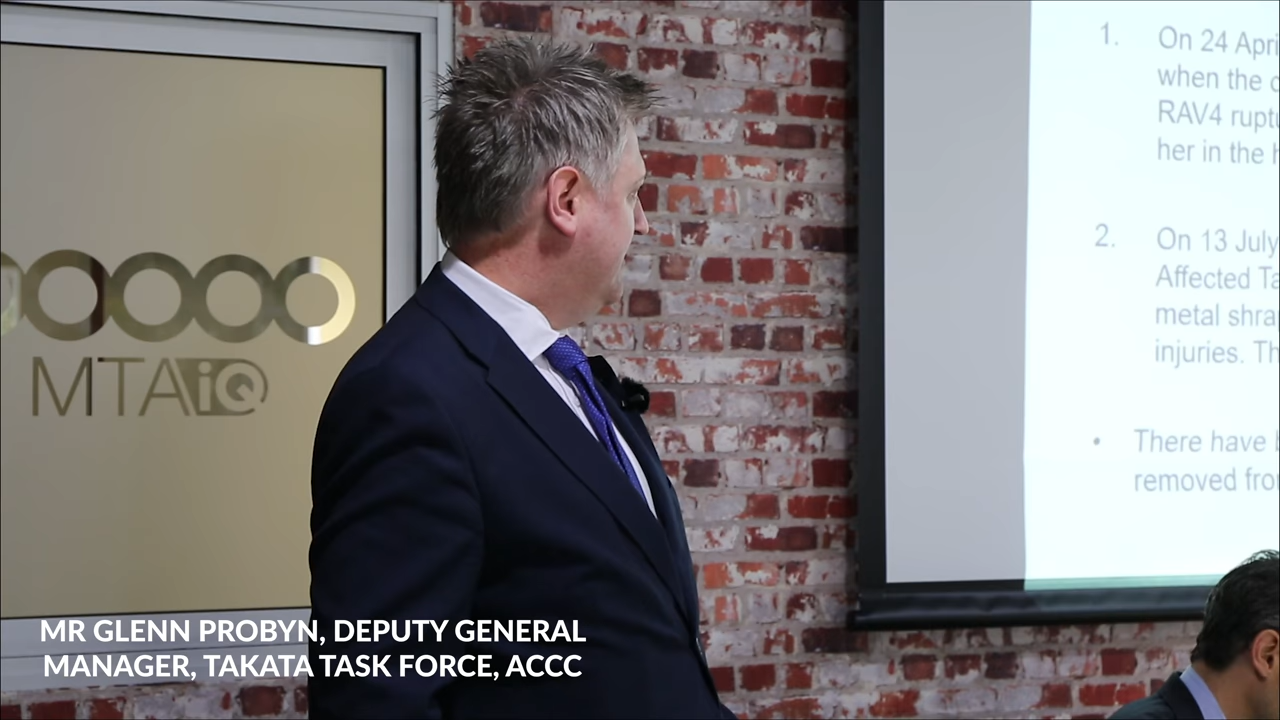 MTAiQ
1. On 24 Apri
when the
RAV4 ruptu
her in the
2. On 13 July
Affected Ta
metal shra
injuries. Th
• There have
removed fro
MR GLENN PROBYN, DEPUTY GENERAL
MANAGER, TAKATA TASK FORCE, ACCC